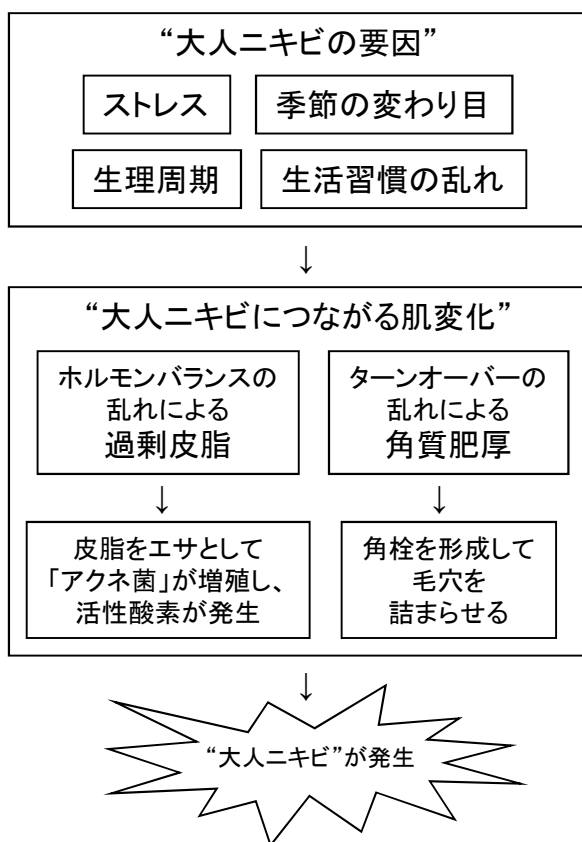 “大人ニキビの要因”
ストレス
季節の変わり目
生理周期
生活習慣の乱れ
↓
“大人ニキビにつながる肌変化”
ホルモンバランスの
乱れによる
過剰皮脂
ターンオーバーの
乱れによる
角質肥厚
↓
↓
皮脂をエサとして
「アクネ菌」が増殖し、
活性酸素が発生
角栓を形成して
毛穴を
詰まらせる
↓
“大人ニキビ”が発生